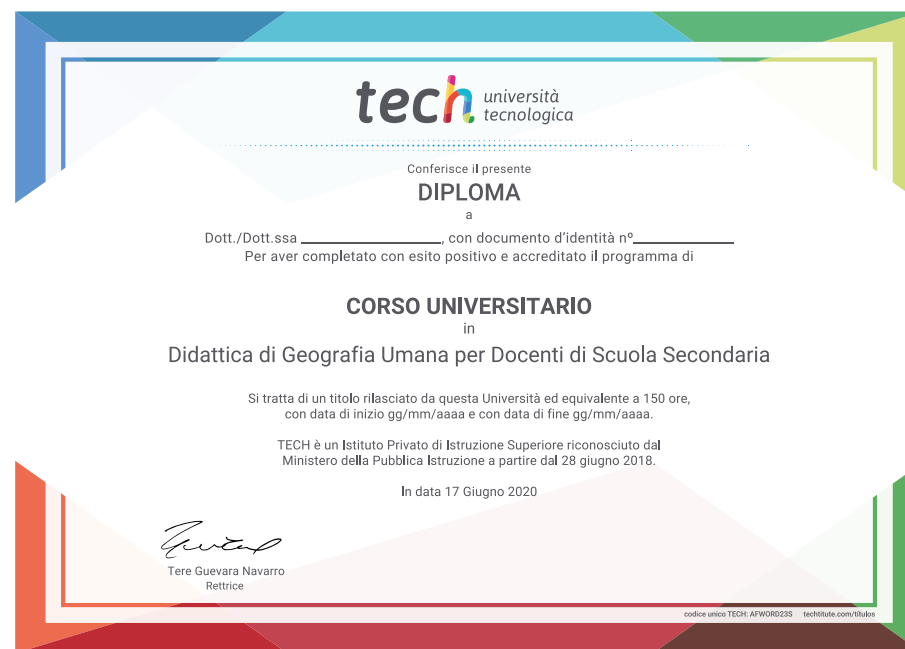 tech università
tecnologica
Conferisce il presente
DIPLOMA
a
Dott./Dott.ssa ____________________, con documento d'identità nº______________
Per aver completato con esito positivo e accreditato il programma di
CORSO UNIVERSITARIO
in
Didattica di Geografia Umana per Docenti di Scuola Secondaria
Si tratta di un titolo rilasciato da questa Università ed equivalente a 150 ore,
con data di inizio gg/mm/aaaa e con data di fine gg/mm/aaaa.
TECH è un Istituto Privato di Istruzione Superiore riconosciuto dal
Ministero della Pubblica Istruzione a partire dal 28 giugno 2018.
In data 17 Giugno 2020
Tere Guevara Navarro
Rettrice
codice unico TECH: AFWORD23S techtitute.com/títulos